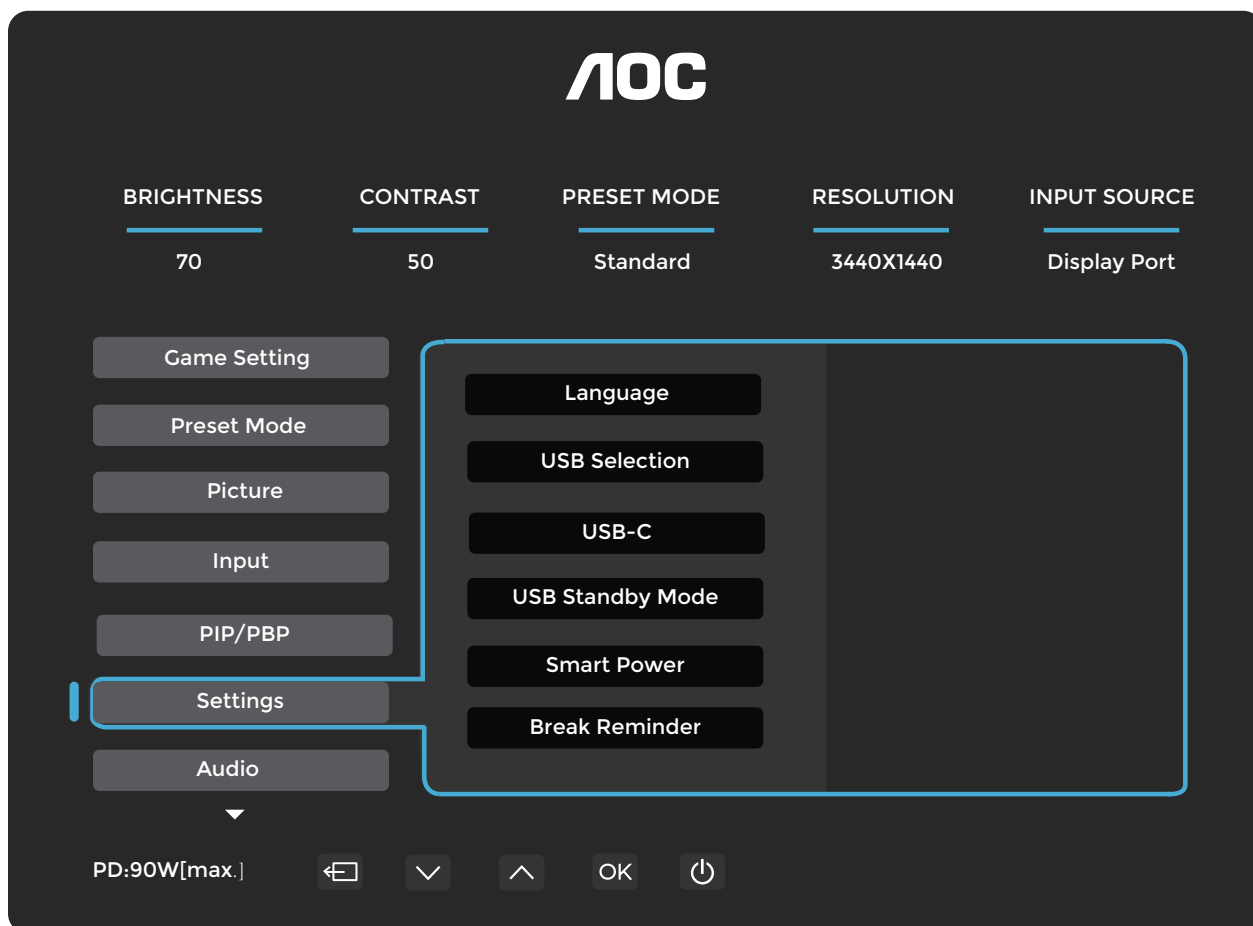 AOC
BRIGHTNESS CONTRAST PRESET MODE RESOLUTION INPUT SOURCE
70 50 Standard 3440X1440 Display Port
Game Setting
Language
Preset Mode
USB Selection
Picture
USB-C
Input
USB Standby Mode
PIP/PBP
Smart Power
Settings
Break Reminder
Audio
PD:90W[max.] OK